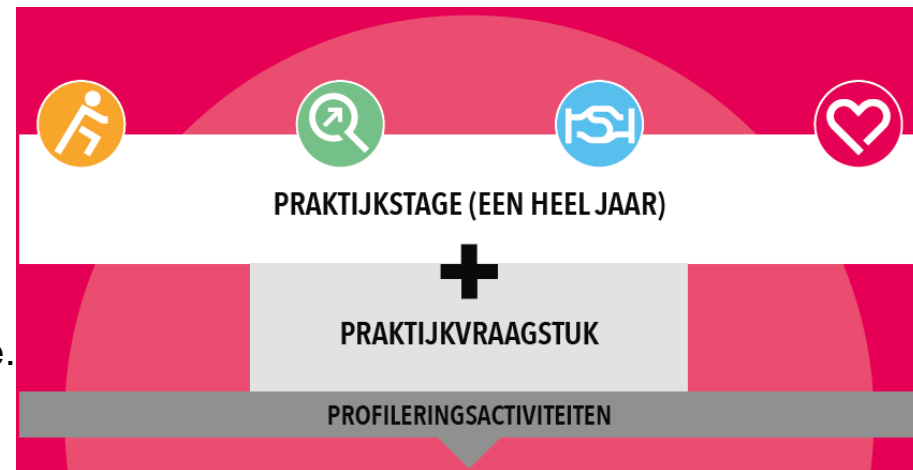 PRAKTIJKSTAGE (EEN HEEL JAAR)
+
PRAKTIJKVRAAGSTUK
e.
PROFILERINGSACTIVITEITEN